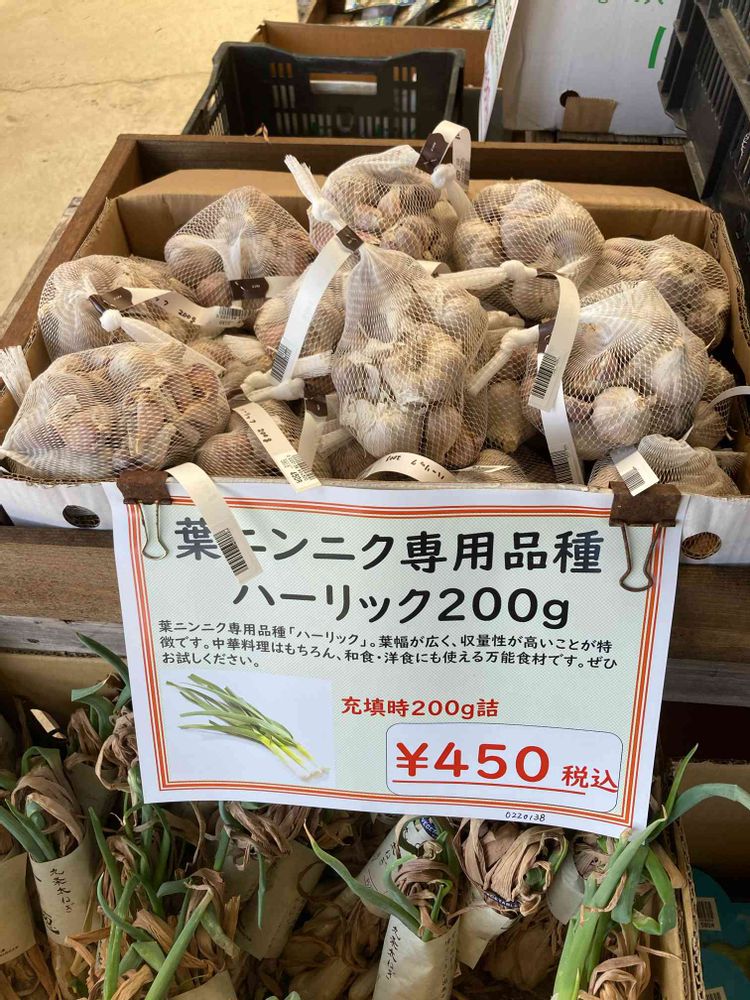 葉ニンニク専用品種
ハーリック200g
葉ニンニク専用品種「ハーリック」。葉幅が広く、収量性が高いことが特
徴です。中華料理はもちろん、和食・洋食にも使える万能食材です。ぜひ
お試しください。
充填時200g詰
¥450 税込
0220138
九条太ねぎ